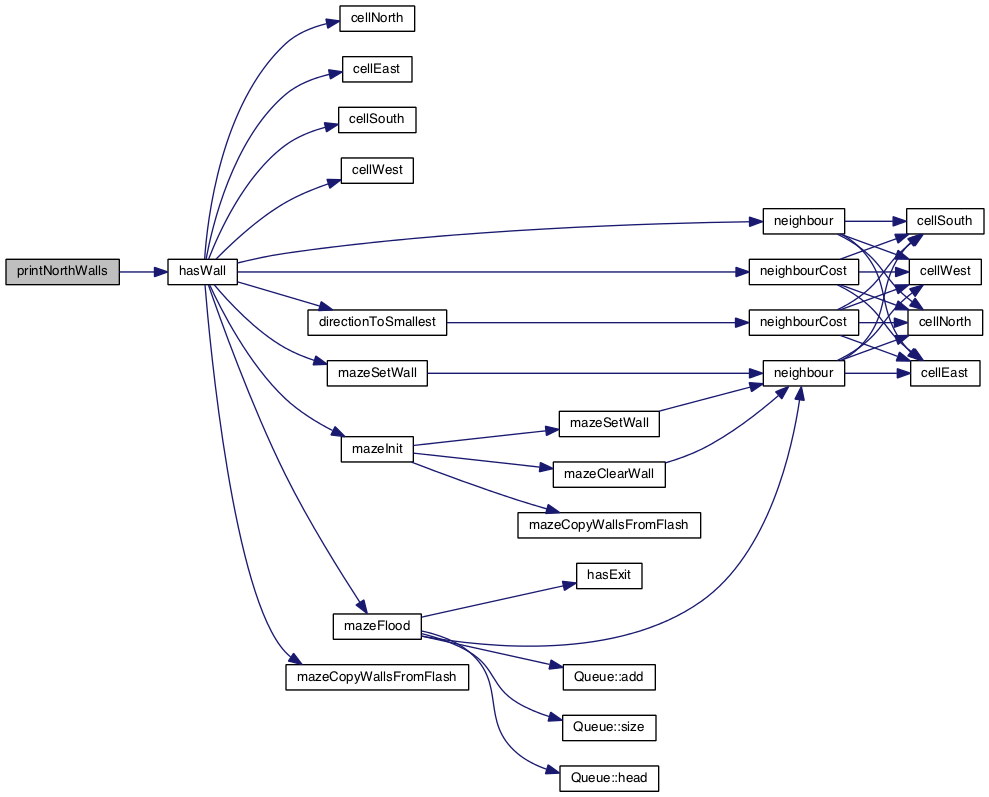 cellNorth
cellEast
cellSouth
cellWest
neighbour
cellSouth
printNorthWalls
hasWall
neighbourCost
cellWest
directionToSmallest
neighbourCost
cellNorth
mazeSetWall
neighbour
cellEast
mazeSetWall
mazeInit
mazeClearWall
mazeCopyWallsFromFlash
hasExit
mazeFlood
mazeCopyWallsFromFlash
Queue::add
Queue::size
Queue::head